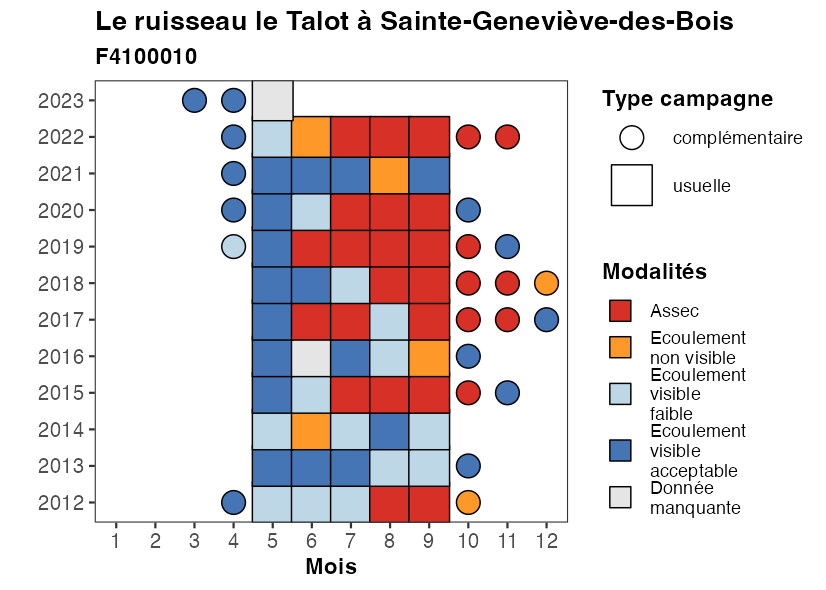 Le ruisseau le Talot à Sainte-Geneviève-des-Bois
F4100010
2023
2022
2021
2020
2019
2018
2017
2016
2015
2014
2013
2012
1 2 3 4 5 6 7 8 9 10 11 12
Mois
Type campagne
complémentaire
usuelle
Modalités
Assec
Ecoulement
non visible
Ecoulement
visible
faible
Ecoulement
visible
acceptable
Donnée
manquante